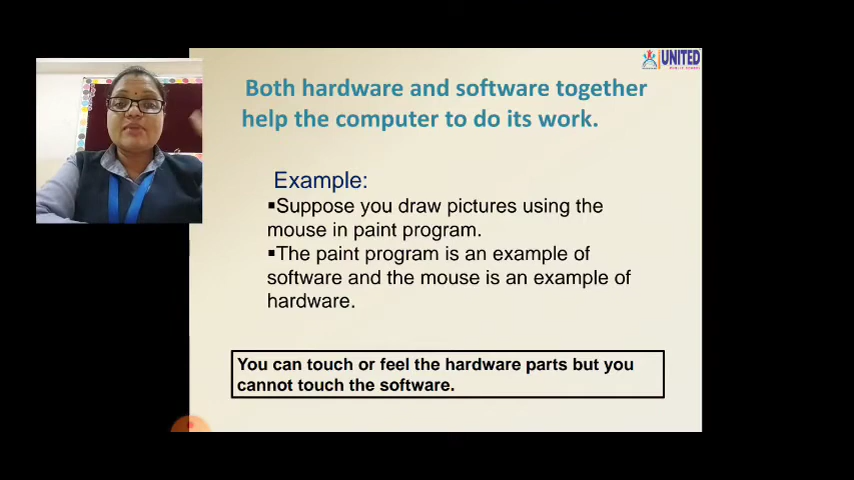 UNITED
Both hardware and software together
help the computer to do its work.
Example:
▪Suppose you draw pictures using the
mouse in paint program.
▪The paint program is an example of
software and the mouse is an example of
hardware.
You can touch or feel the hardware parts but you
cannot touch the software.